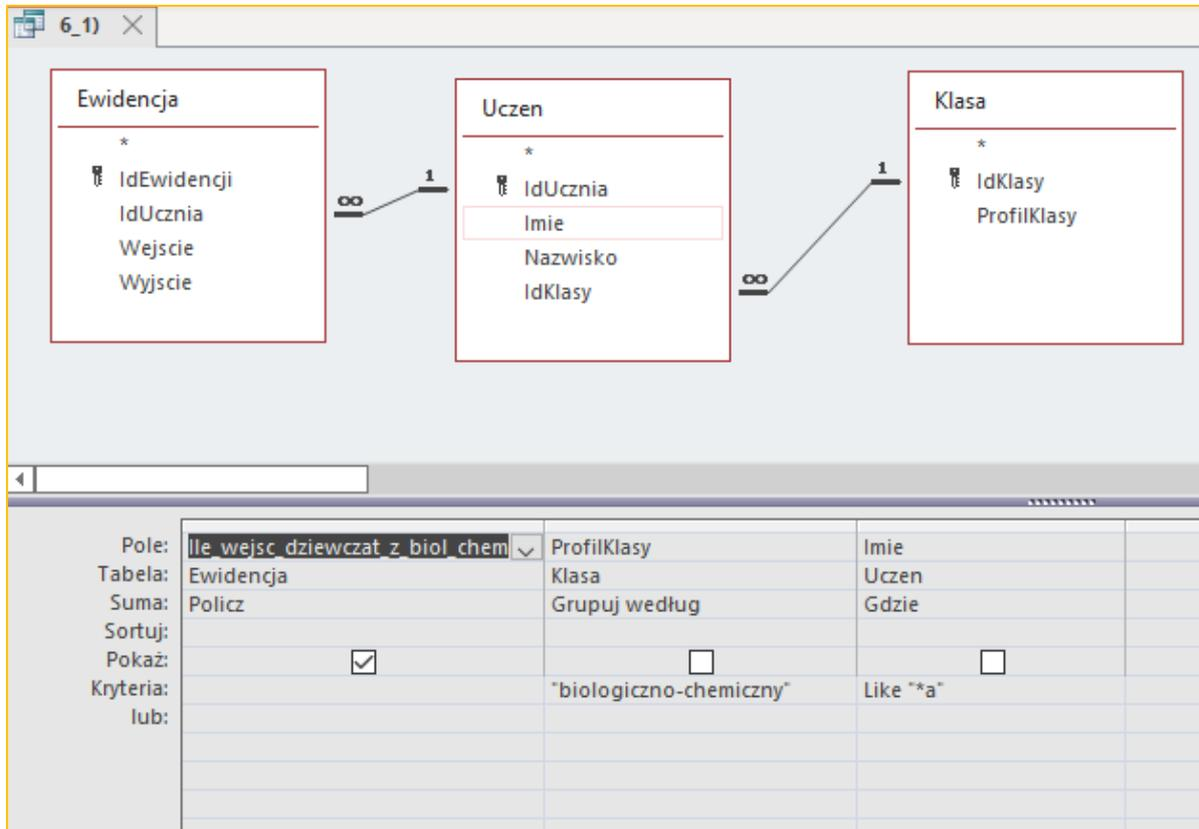 6_1)
Ewidencja
*
IdEwidencji
IdUcznia
Wejscie
Wyjscie
∞
1
Uczen
*
IdUcznia
Imie
Nazwisko
IdKlasy
∞
1
Klasa
*
IdKlasy
ProfilKlasy
Pole: Ile_wejsc_dziewczat_z_biol_chem ProfilKlasy Imie
Tabela: Ewidencja Klasa Uczen
Suma: Policz Grupuj według Gdzie
Sortuj:
Pokaż:
Kryteria: "biologiczno-chemiczny" Like "*a"
lub: